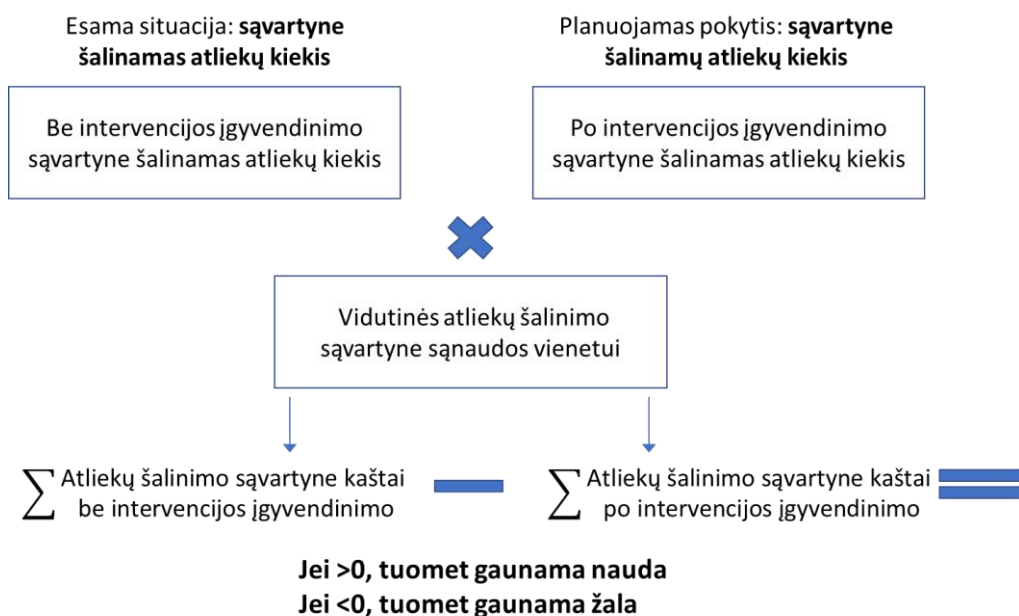 Esama situacija: sąvartyne
šalinamas atliekų kiekis
Planuojamas pokytis: sąvartyne
šalinamų atliekų kiekis
Be intervencijos įgyvendinimo
sąvartyne šalinamas atliekų kiekis
Po intervencijos įgyvendinimo
sąvartyne šalinamas atliekų kiekis
Vidutinės atliekų šalinimo
sąvartyne sąnaudos vienetui
∑ Atliekų šalinimo sąvartyne kaštai
be intervencijos įgyvendinimo
∑ Atliekų šalinimo sąvartyne kaštai
po intervencijos įgyvendinimo
Jei >0, tuomet gaunama nauda
Jei <0, tuomet gaunama žala